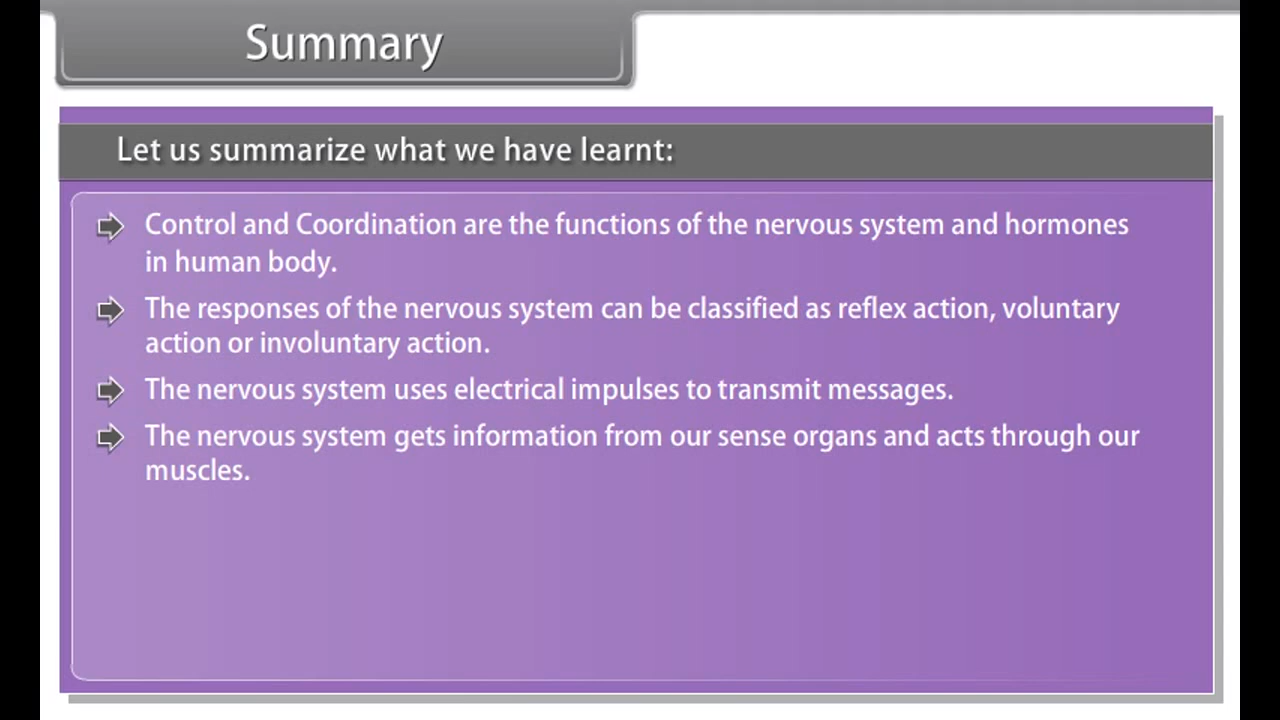 Summary
Let us summarize what we have learnt:
Control and Coordination are the functions of the nervous system and hormones
in human body.
The responses of the nervous system can be classified as reflex action, voluntary
action or involuntary action.
The nervous system uses electrical impulses to transmit messages.
The nervous system gets information from our sense organs and acts through our
muscles.